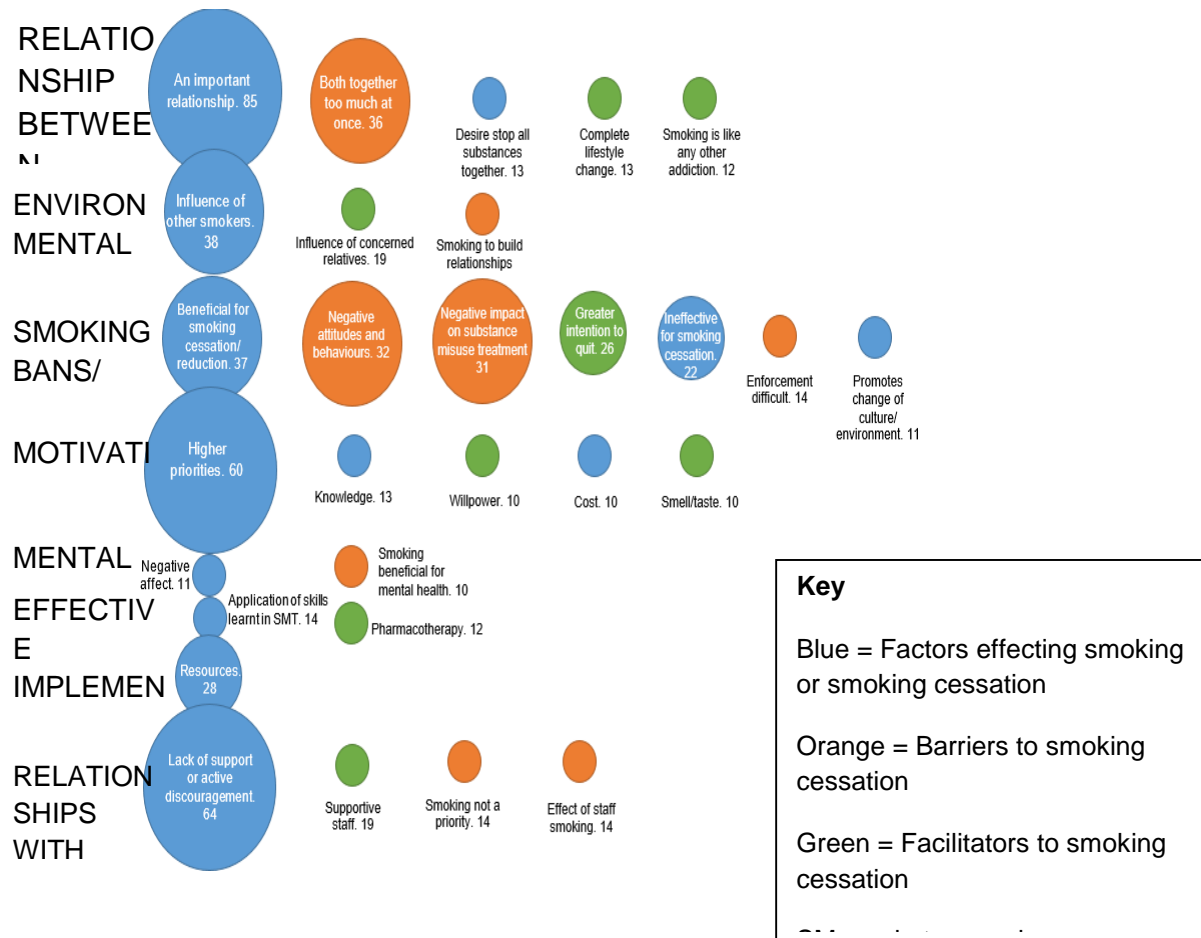 RELATIO
NSHIP
BETWEE
An important
relationship. 85
Both together
too much at
once. 36
Desire stop all
substances
together. 13
Complete
lifestyle
change. 13
Smoking is like
any other
addiction. 12
ENVIRON
MENTAL
Influence of
other smokers.
38
Influence of concerned
relatives. 19
Smoking to build
relationships
SMOKING
BANS/
Beneficial for
smoking
cessation/
reduction. 37
Negative
attitudes and
behaviours. 32
Negative impact
on substance
misuse treatment
31
Greater
intention to
quit. 26
Ineffective
for smoking
cessation.
22
Enforcement
difficult. 14
Promotes
change of
culture/
environment. 11
MOTIVATI
Higher
priorities. 60
Knowledge. 13
Willpower. 10
Cost. 10
Smell/taste. 10
MENTAL
Negative
affect. 11
Smoking
beneficial for
mental health. 10
EFFECTIV
E
IMPLEMEN
Application of skills
learnt in SMT. 14
Pharmacotherapy. 12
Resources.
28
RELATION
SHIPS
WITH
Lack of support
or active
discouragement.
64
Supportive
staff. 19
Smoking not a
priority. 14
Effect of staff
smoking. 14
Key
Blue = Factors effecting smoking
or smoking cessation
Orange = Barriers to smoking
cessation
Green = Facilitators to smoking
cessation